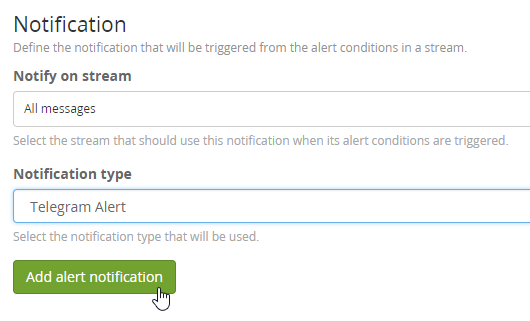 Notification
Define the notification that will be triggered from the alert conditions in a stream.
Notify on stream
All messages
Select the stream that should use this notification when its alert conditions are triggered.
Notification type
Telegram Alert
Select the notification type that will be used.
Add alert notification